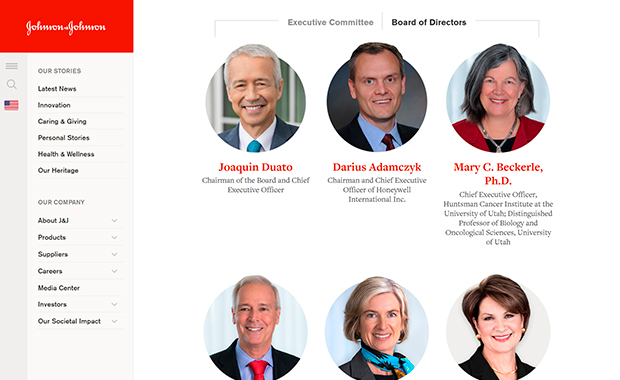 Johnson & Johnson
Executive Committee
Board of Directors
OUR STORIES
Latest News
Innovation
Caring & Giving
Personal Stories
Health & Wellness
Our Heritage
OUR COMPANY
About J&J
Products
Suppliers
Careers
Media Center
Investors
Our Societal Impact
Joaquin Duato
Chairman of the Board and Chief
Executive Officer
Darius Adamczyk
Chairman and Chief Executive
Officer of Honeywell
International Inc.
Mary C. Beckerle,
Ph.D.
Chief Executive Officer,
Huntsman Cancer Institute at the
University of Utah; Distinguished
Professor of Biology and
Oncological Sciences, University
of Utah